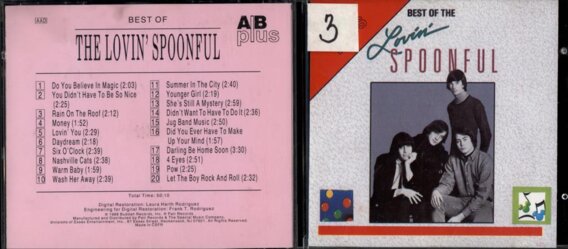 AAD
BEST OF
THE LOVIN' SPOONFUL
A/B
plus
1 Do You Believe In Magic (2:03)
2 You Didn't Have To Be So Nice
(2:25)
3 Rain On The Roof (2:12)
4 Money (1:52)
5 Lovin' You (2:29)
6 Daydream (2:18)
7 Six O'Clock (2:39)
8 Nashville Cats (2:38)
9 Warm Baby (1:59)
10 Wash Her Away (2:39)
11 Summer In The City (2:40)
12 Younger Girl (2:19)
13 She's Still A Mystery (2:59)
14 Didn't Want To Have To Do It (2:36)
15 Jug Band Music (2:50)
16 Did You Ever Have To Make
Up Your Mind (1:57)
17 Darling Be Home Soon (3:30)
18 4 Eyes (2:51)
19 Pow (2:25)
20 Let The Boy Rock And Roll (2:32)
Digital Restoration: Laura Harth Rodriguez
Engineering for Digital Restoration: Frank T. Rodriguez
3
BEST OF THE
Lovin'
SPOONFUL